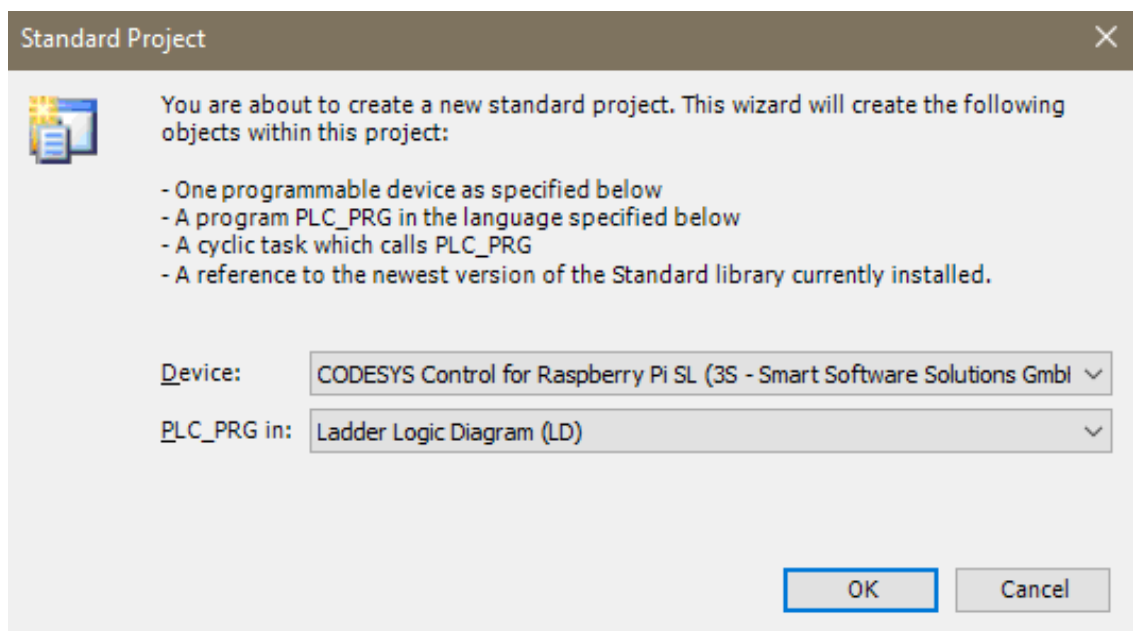 Standard Project
You are about to create a new standard project. This wizard will create the following
objects within this project:
- One programmable device as specified below
- A program PLC_PRG in the language specified below
- A cyclic task which calls PLC_PRG
- A reference to the newest version of the Standard library currently installed.
Device: CODESYS Control for Raspberry Pi SL (3S - Smart Software Solutions Gmbl
PLC_PRG in: Ladder Logic Diagram (LD)
OK Cancel